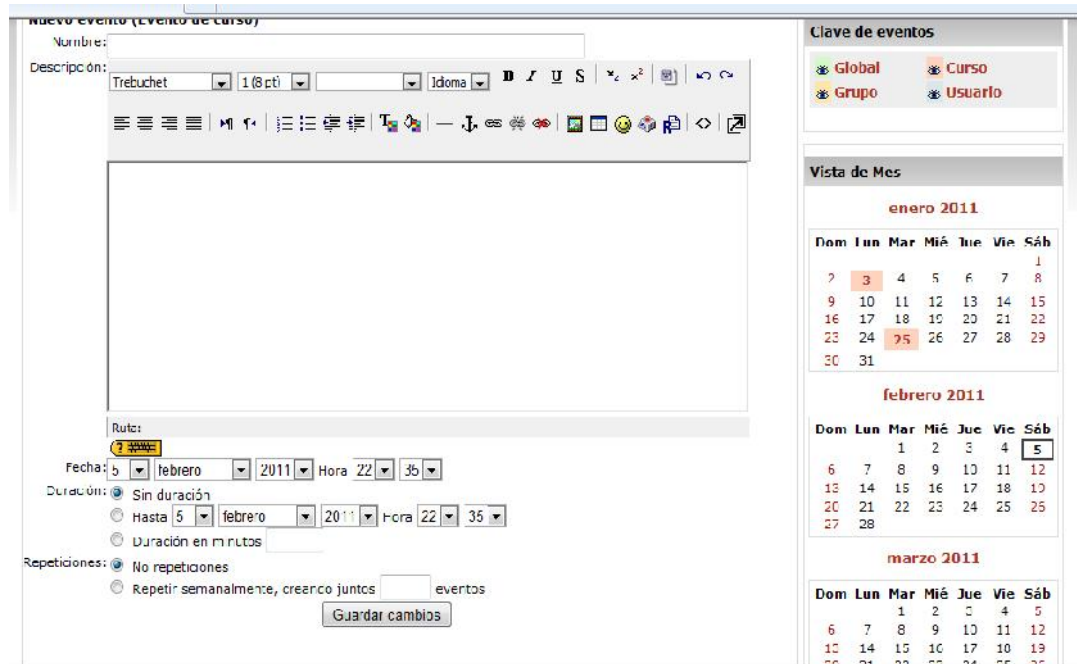 Nuevo evento (Evento de curso)
Nombre:
Descripción:
Trebuchet 1 (8 pt) Idioma B I U S x₂ x²
Ruta:
Fecha: 5 febrero 2011 Hora 22 35
Duración: Sin duración
Hasta 5 febrero 2011 Hora 22 35
Duración en minutos
Repeticiones: No repeticiones
Repetir semanalmente, creando juntos eventos
Guardar cambios
Clave de eventos
Global Curso
Grupo Usuario
Vista de Mes
enero 2011
Dom Lun Mar Mié Jue Vie Sáb
1
2 3 4 5 6 7 8
9 10 11 12 13 14 15
16 17 18 19 20 21 22
23 24 25 26 27 28 29
30 31
febrero 2011
Dom Lun Mar Mié Jue Vie Sáb
1 2 3 4 5
6 7 8 9 10 11 12
13 14 15 16 17 18 19
20 21 22 23 24 25 26
27 28
marzo 2011
Dom Lun Mar Mié Jue Vie Sáb
1 2 3 4 5
6 7 8 9 10 11 12
13 14 15 16 17 18 19